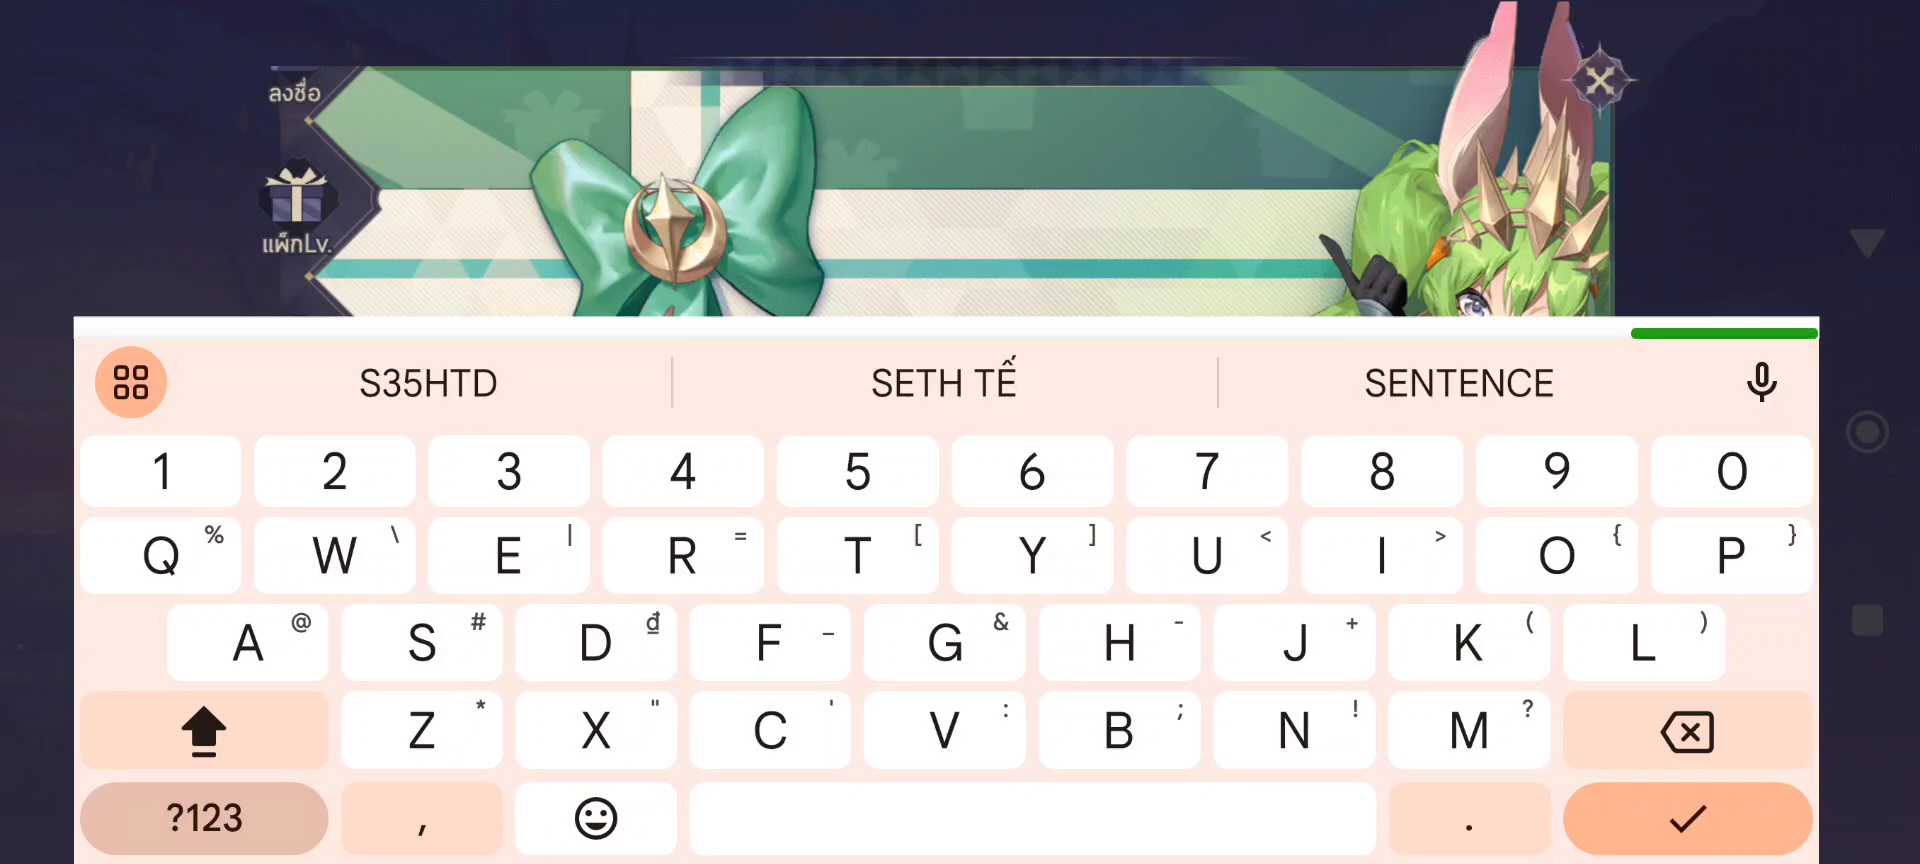 ลงชื่อ
แพ็กLv.
S35HTD SETH TẾ SENTENCE
1 2 3 4 5 6 7 8 9 0
Q % W \ E | R = T [ Y ] U < I > O { P }
A @ S # D ₫ F _ G & H - J + K ( L )
Z * X " C ' V : B ; N ! M ?
?123 , .